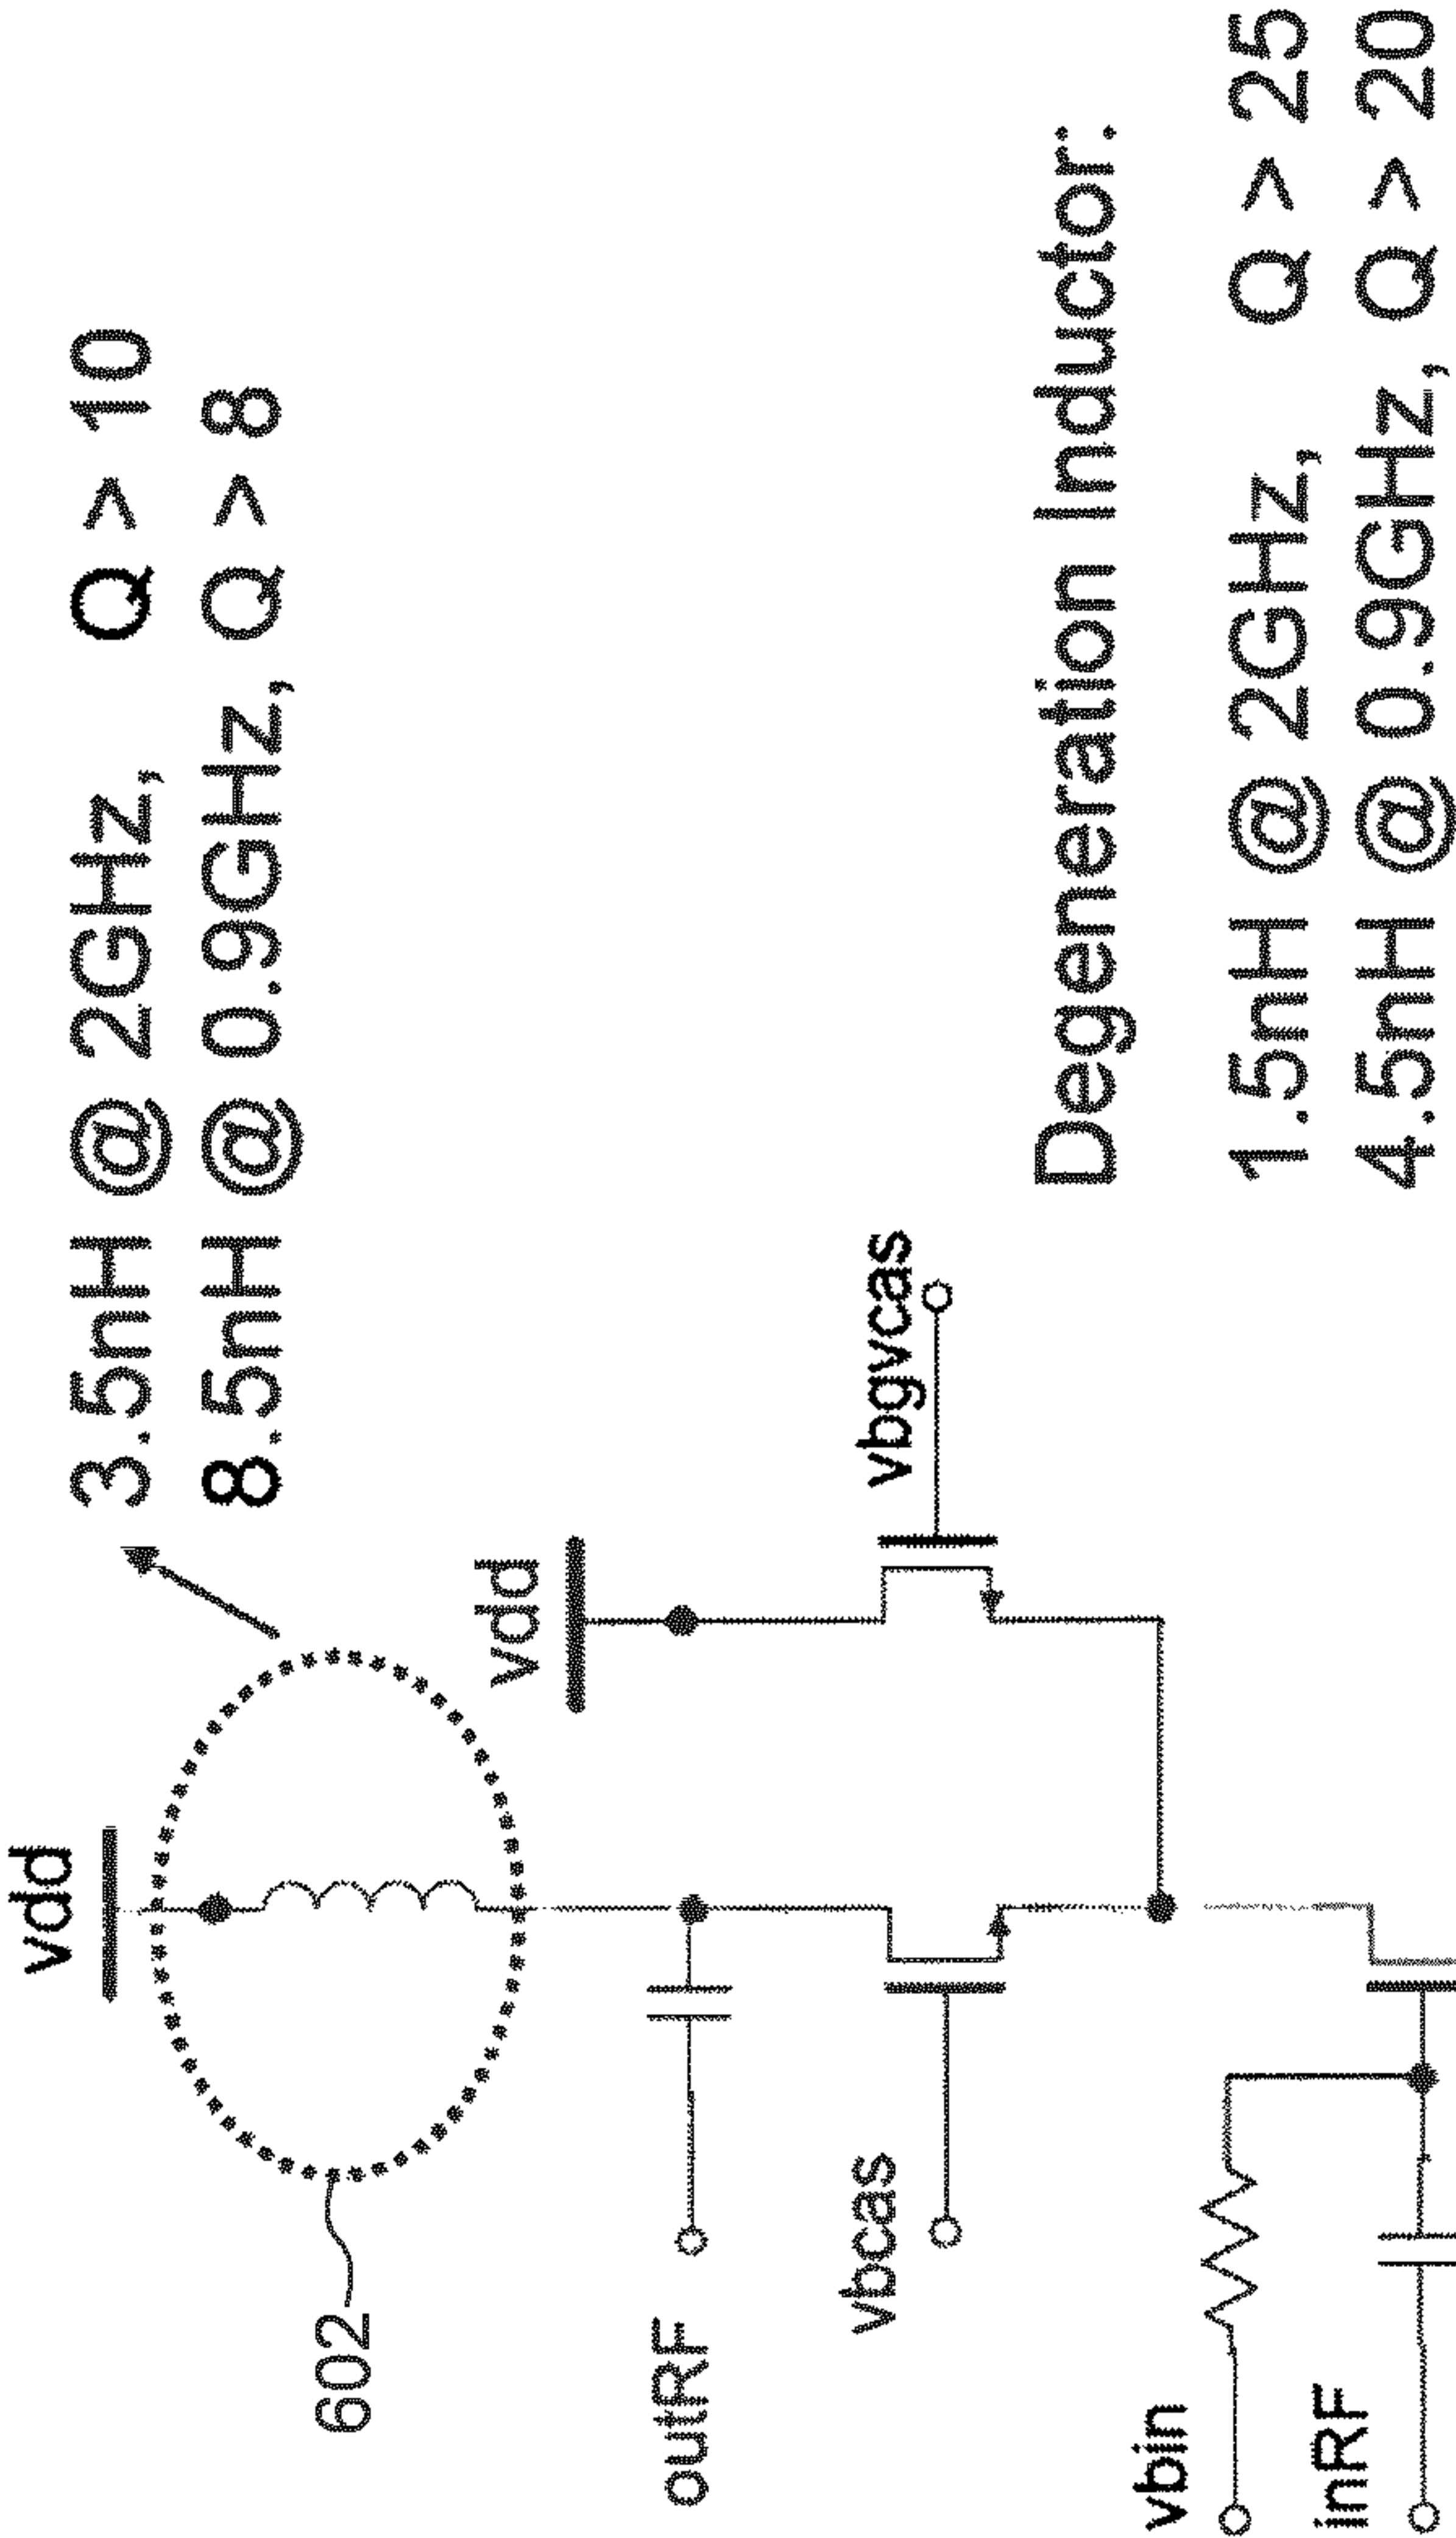 vdd
3.5nH @ 2GHz, Q > 10
8.5nH @ 0.9GHz, Q > 8
602
vdd
outRF
vbcas
vbgvcas
Degeneration Inductor:
vbin
1.5nH @ 2GHz, Q > 25
inRF
4.5nH @ 0.9GHz, Q > 20